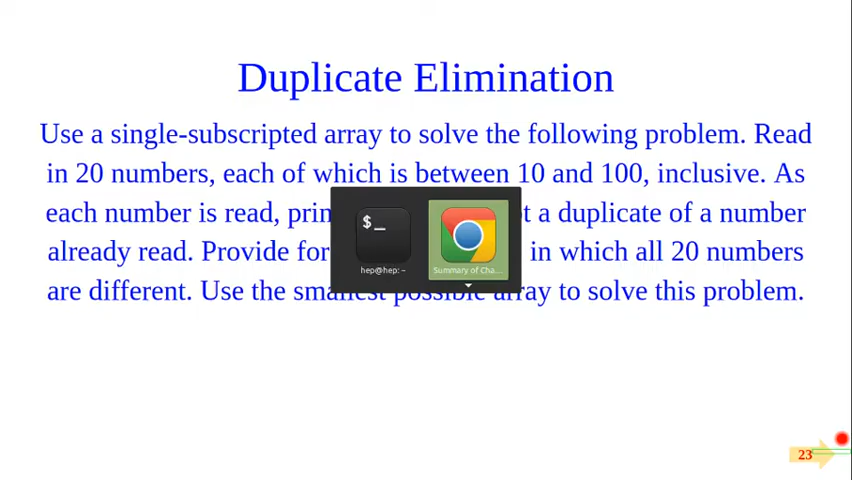 Duplicate Elimination
Use a single-subscripted array to solve the following problem. Read
in 20 numbers, each of which is between 10 and 100, inclusive. As
each number is read, a duplicate of a number
already read. Provide for in which all 20 numbers
are different. Use the smallest possible array to solve this problem.
$_
hep@hep: ~
Summary of Cha...
23